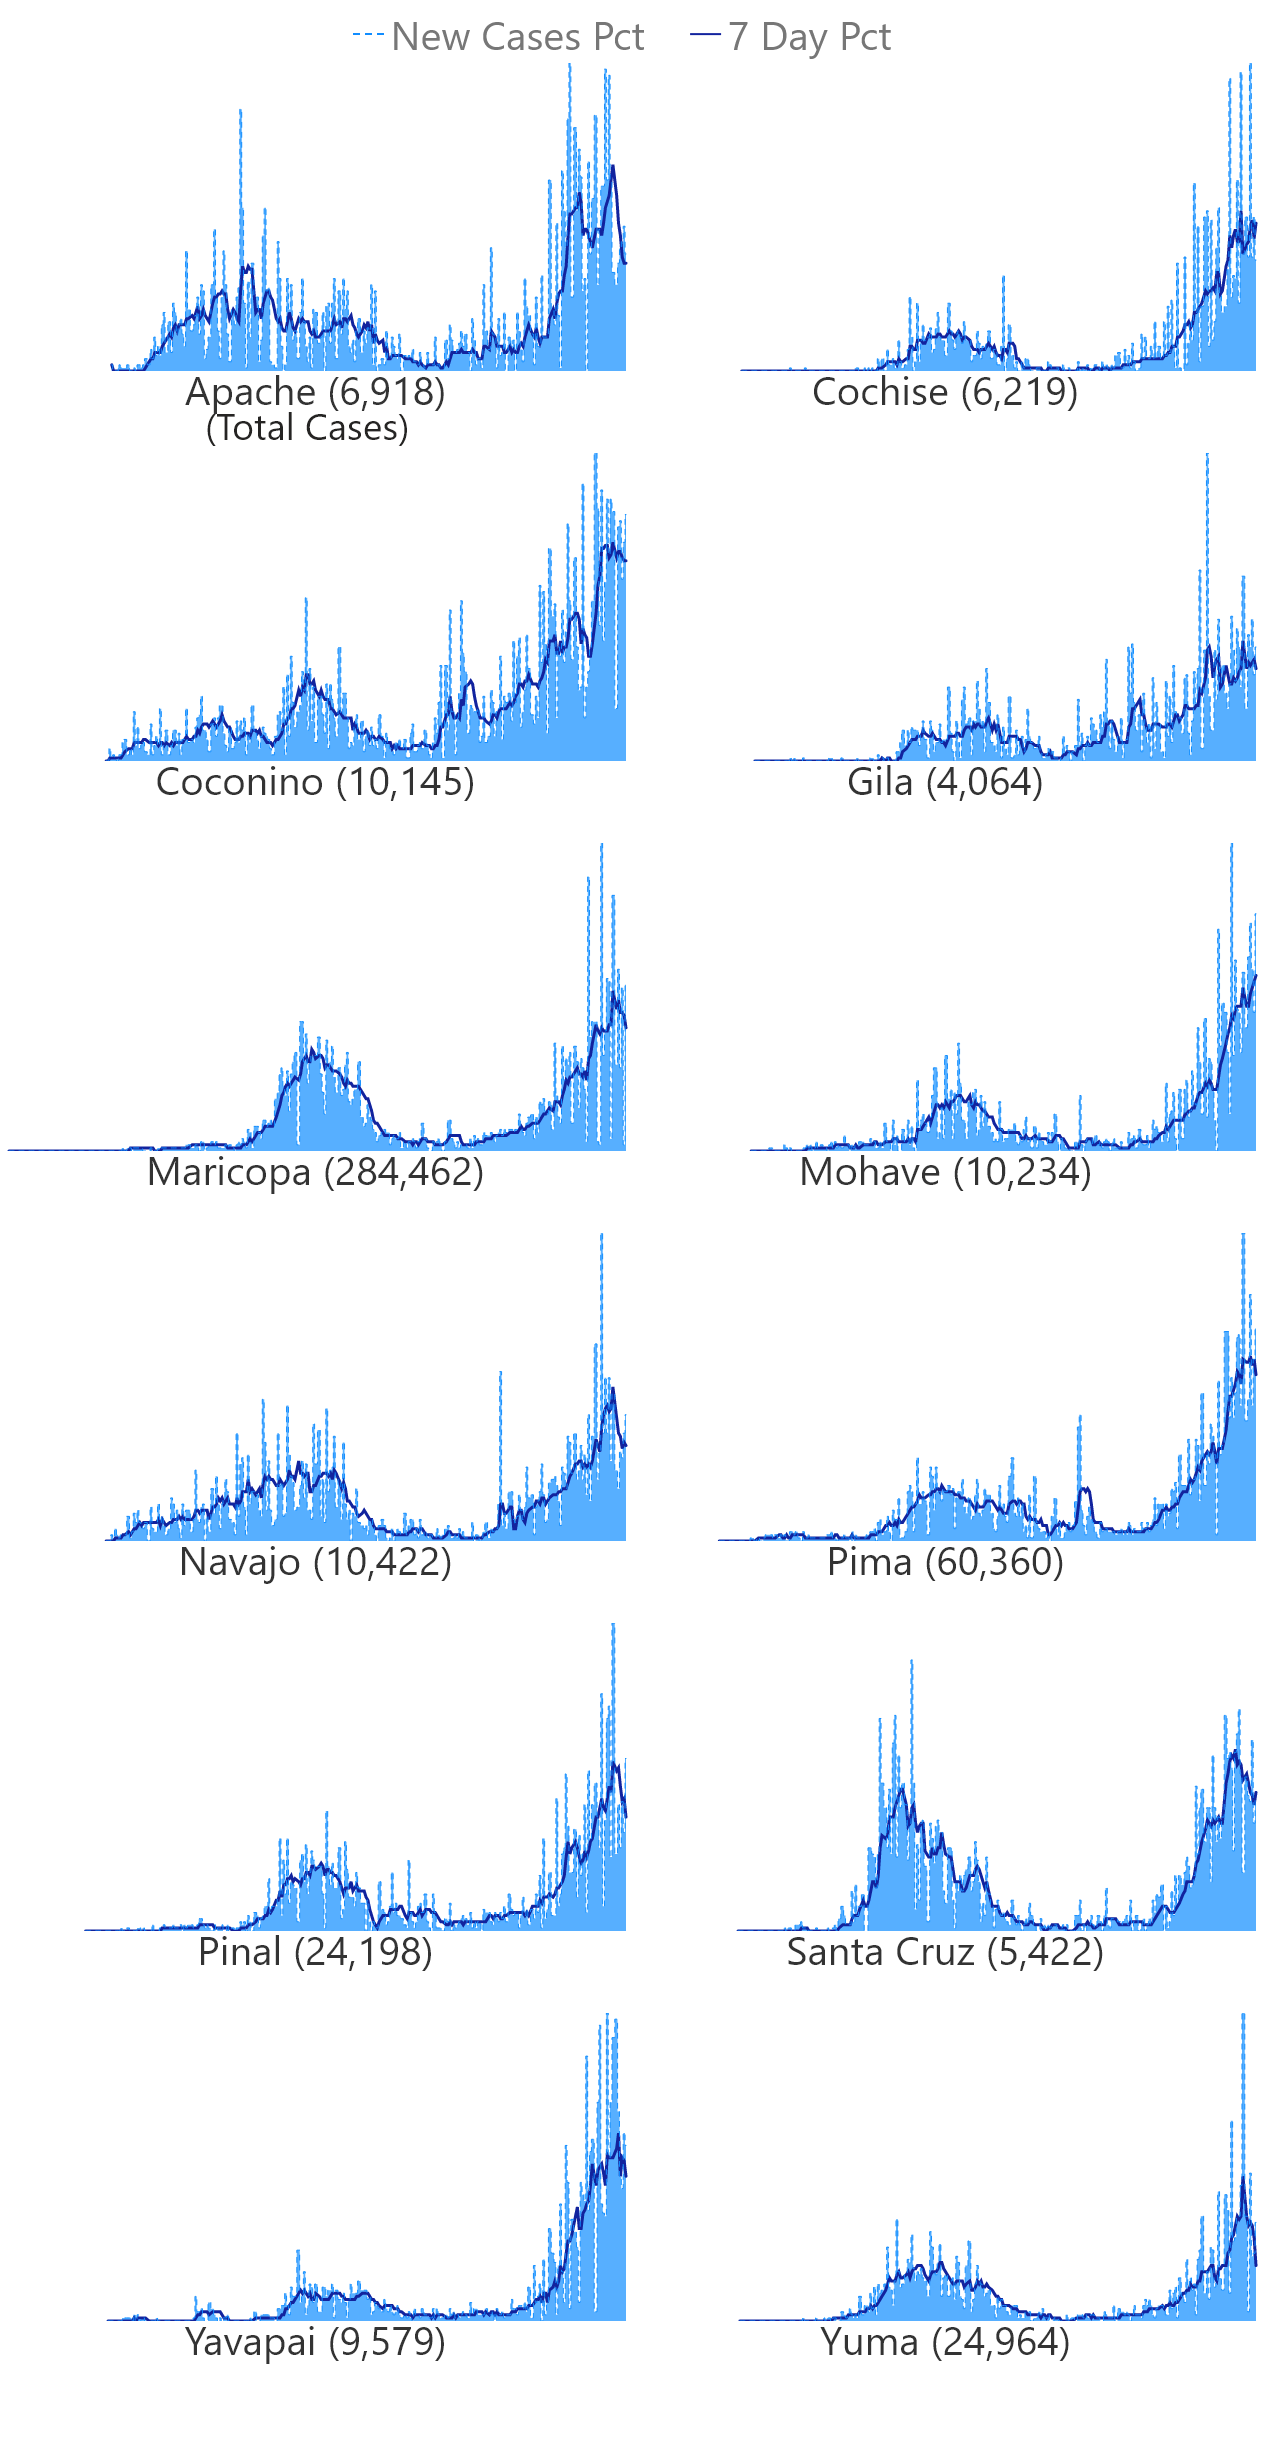 New Cases Pct 7 Day Pct
Apache (6,918) Cochise (6,219)
(Total Cases)
Coconino (10,145) Gila (4,064)
Maricopa (284,462) Mohave (10,234)
Navajo (10,422) Pima (60,360)
Pinal (24,198) Santa Cruz (5,422)
Yavapai (9,579) Yuma (24,964)